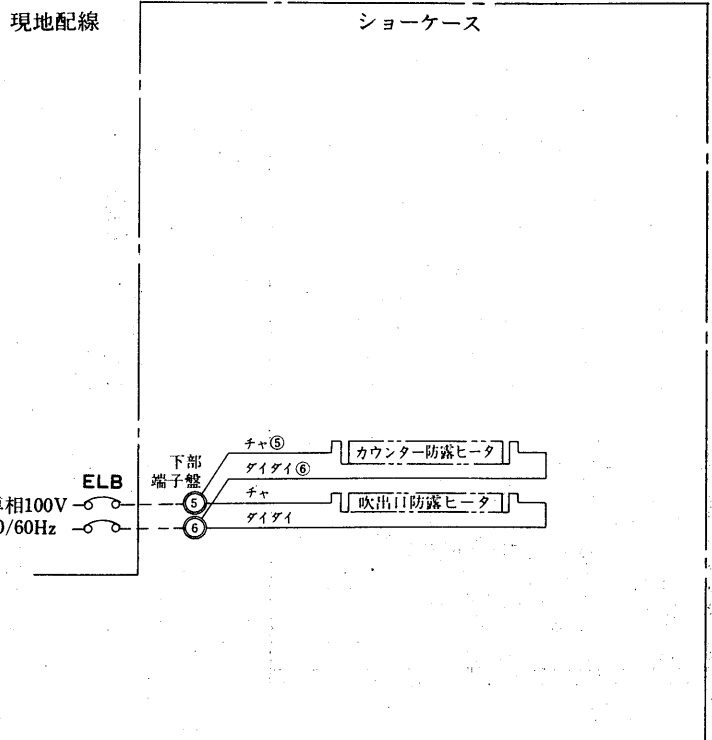 現地配線
ショーケース
チャ⑤
カウンター防露ヒータ
下部
端子盤
ダイダイ⑥
ELB
チャ
相100V
⑤
吹出口防露ヒータ
ダイダイ
/60Hz
⑥